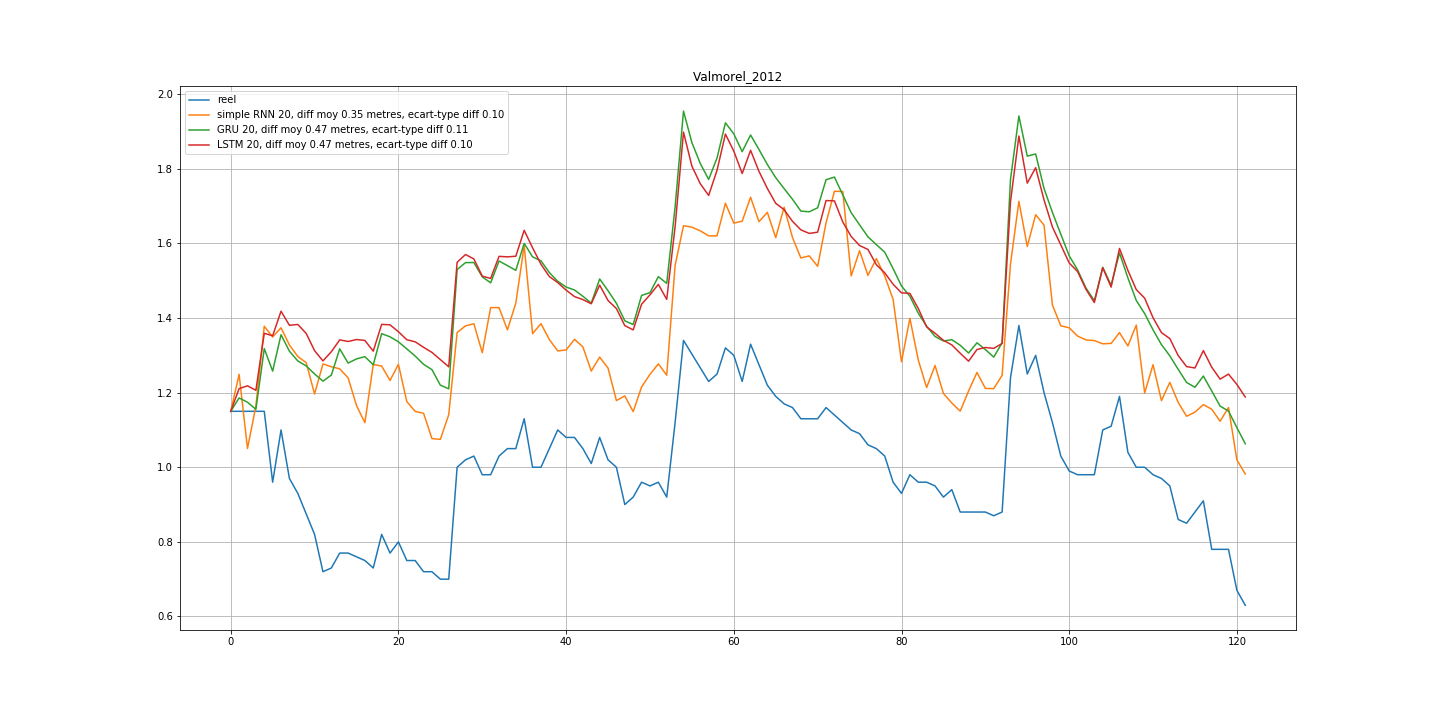 Valmorel_2012
reel
simple RNN 20, diff moy 0.35 metres, ecart-type diff 0.10
GRU 20, diff moy 0.47 metres, ecart-type diff 0.11
LSTM 20, diff moy 0.47 metres, ecart-type diff 0.10
2.0
1.8
1.6
1.4
1.2
1.0
0.8
0.6
0 20 40 60 80 100 120